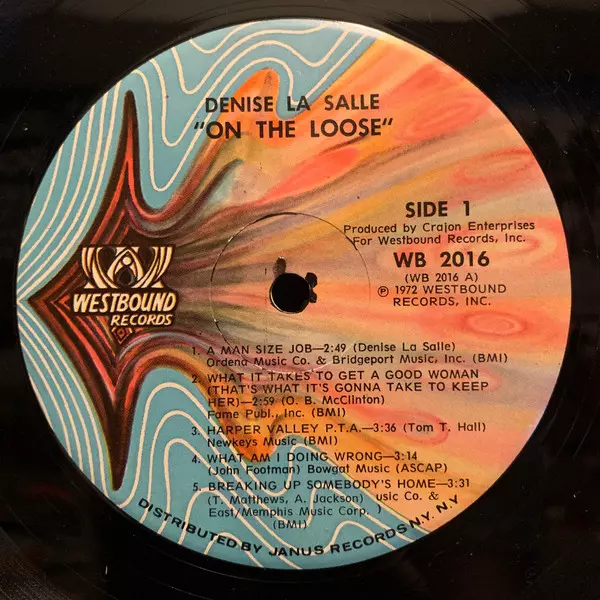 DENISE LA SALLE
"ON THE LOOSE"
SIDE 1
Produced by Crajon Enterprises
For Westbound Records, Inc.
WB 2016
(WB 2016 A)
℗ 1972 WESTBOUND
RECORDS, INC.
WESTBOUND
RECORDS
1. A MAN SIZE JOB—2:49 (Denise La Salle)
Ordena Music Co. & Bridgeport Music, Inc. (BMI)
2. WHAT IT TAKES TO GET A GOOD WOMAN
(THAT'S WHAT IT'S GONNA TAKE TO KEEP
HER)—2:59 (O. B. McClinton)
Fame Publ., Inc. (BMI)
3. HARPER VALLEY P.T.A.—3:36 (Tom T. Hall)
Newkeys Music (BMI)
4. WHAT AM I DOING WRONG—3:14
(John Footman) Bowgat Music (ASCAP)
5. BREAKING UP SOMEBODY'S HOME—3:31
(T. Matthews, A. Jackson) usic Co. &
East/Memphis Music Corp. )
(BMI)
DISTRIBUTED BY JANUS RECORDS N.Y. N.Y